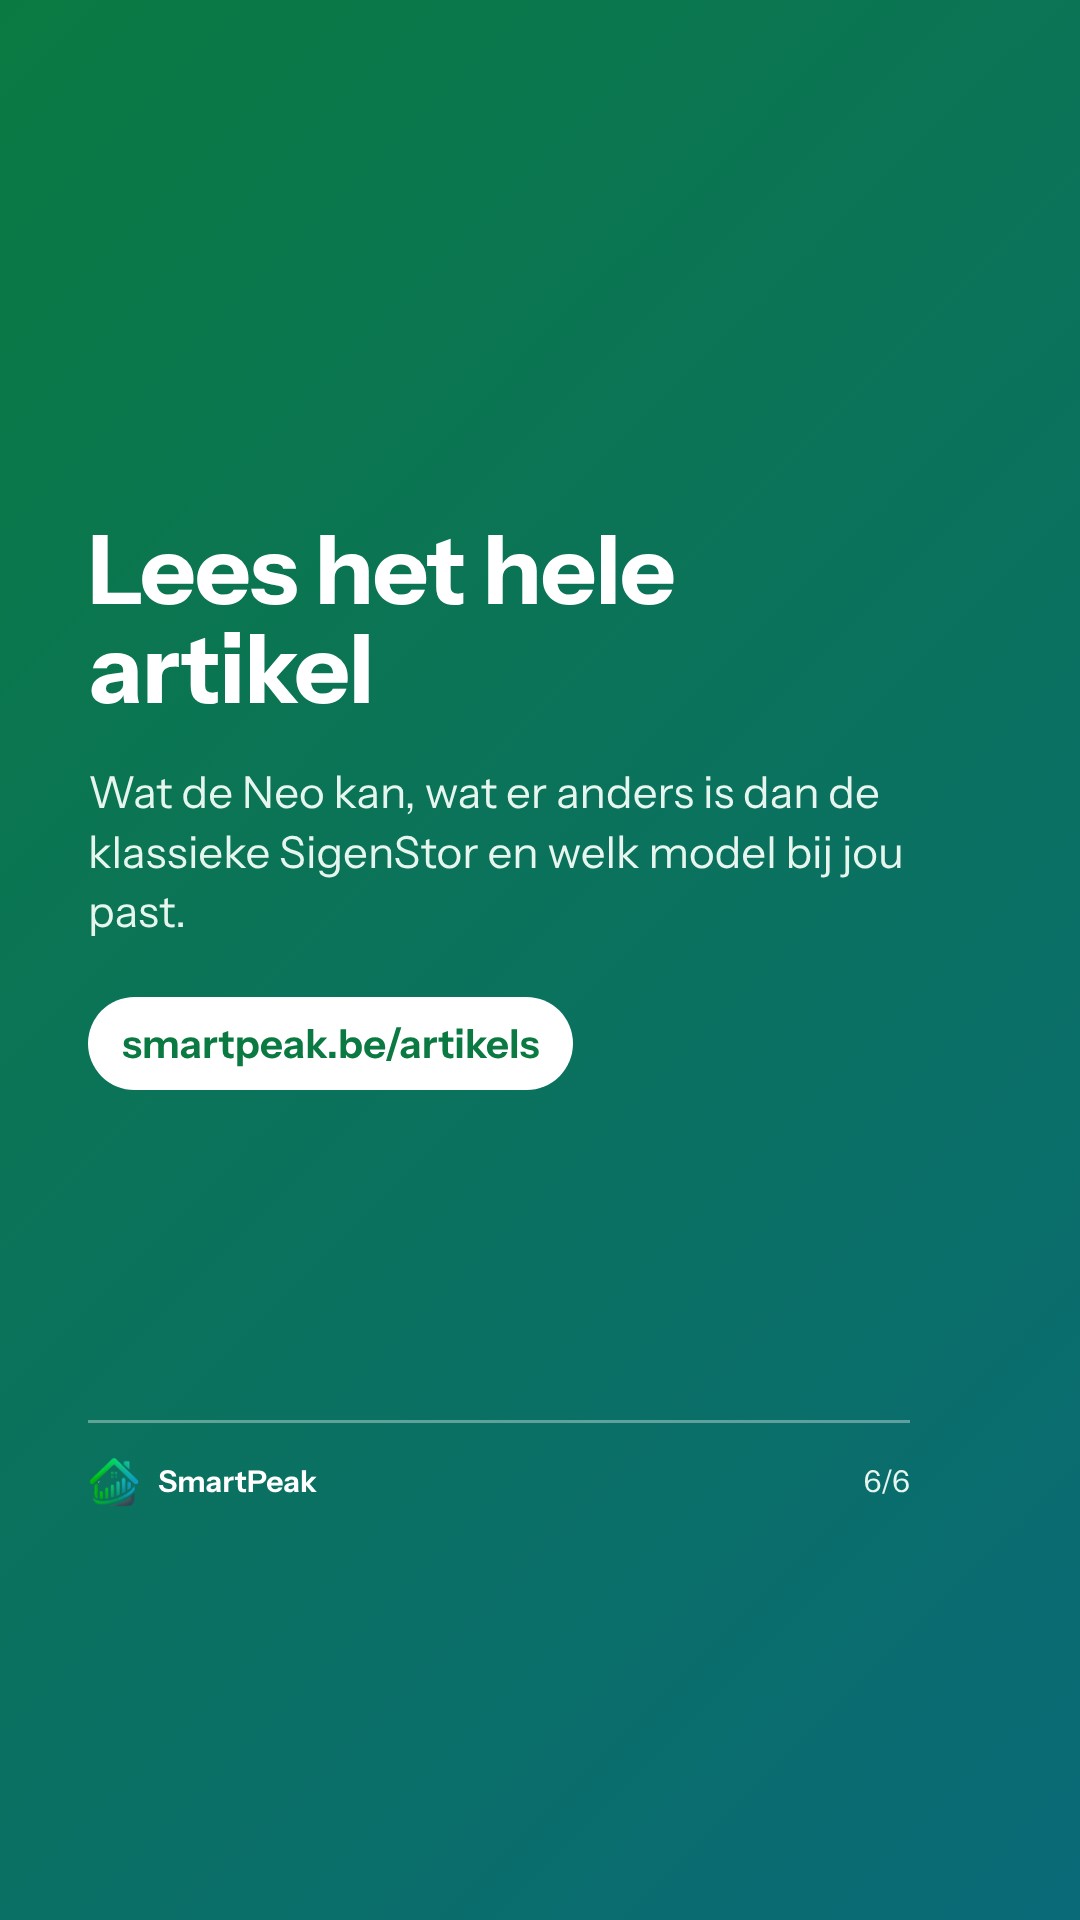 Lees het hele
artikel
Wat de Neo kan, wat er anders is dan de
klassieke SigenStor en welk model bij jou
past.
smartpeak.be/artikels
SmartPeak
6/6